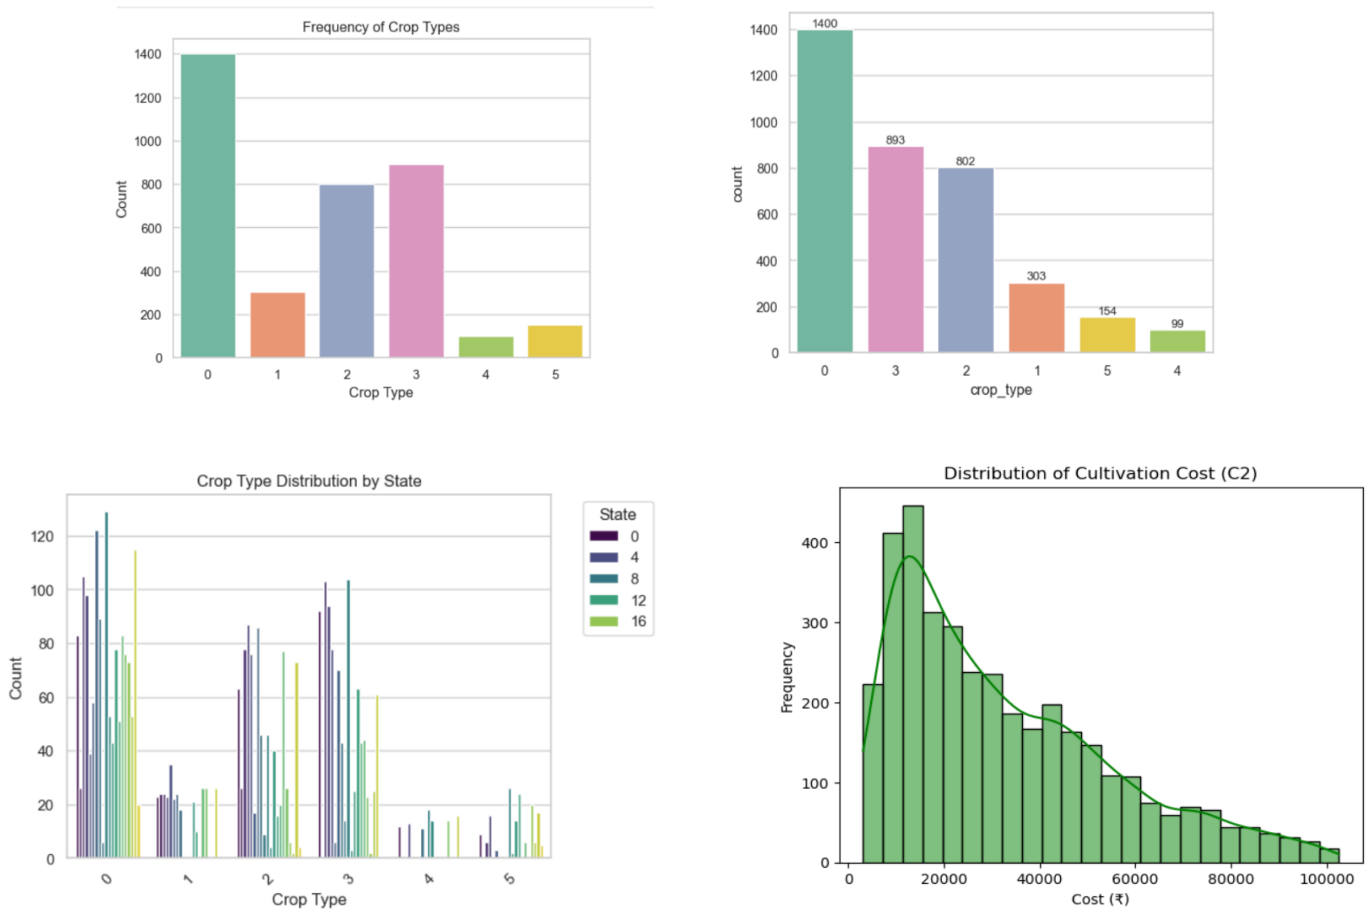 Frequency of Crop Types
1400
1200
1000
800
600
400
200
0
Count
0 1 2 3 4 5
Crop Type
1400
1200
1000
800
600
400
200
0
count
1400
893
802
303
154
99
0 3 2 1 5 4
crop_type
Crop Type Distribution by State
120
100
80
60
40
20
0
Count
0 1 2 3 4 5
Crop Type
State
0
4
8
12
16
Distribution of Cultivation Cost (C2)
400
300
200
100
0
Frequency
0 20000 40000 60000 80000 100000
Cost (₹)